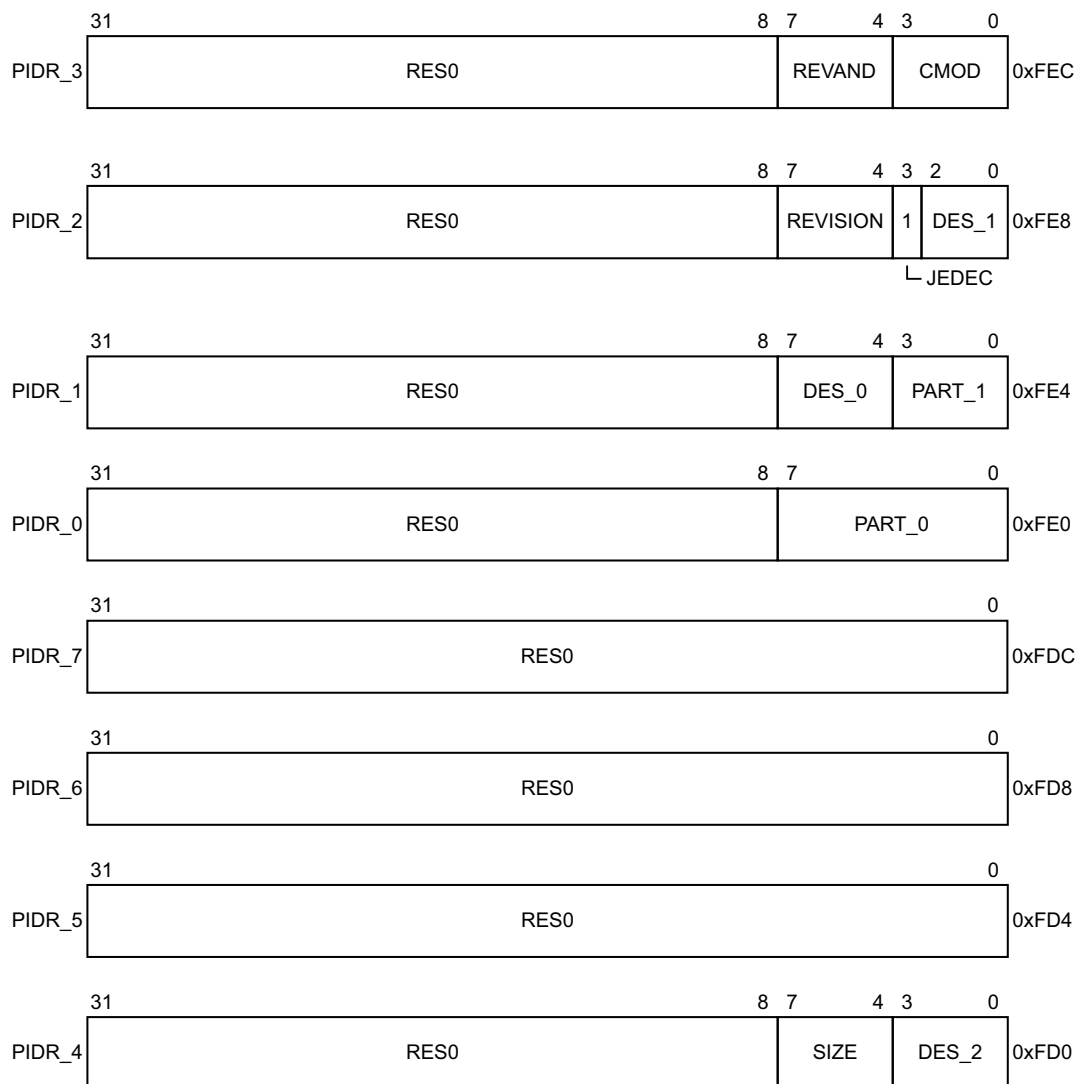 31 8 7 4 3 0
PIDR_3 RES0 REVAND CMOD 0xFEC
31 8 7 4 3 2 0
PIDR_2 RES0 REVISION 1 DES_1 0xFE8
JEDEC
31 8 7 4 3 0
PIDR_1 RES0 DES_0 PART_1 0xFE4
31 8 7 0
PIDR_0 RES0 PART_0 0xFE0
31 0
PIDR_7 RES0 0xFDC
31 0
PIDR_6 RES0 0xFD8
31 0
PIDR_5 RES0 0xFD4
31 8 7 4 3 0
PIDR_4 RES0 SIZE DES_2 0xFD0